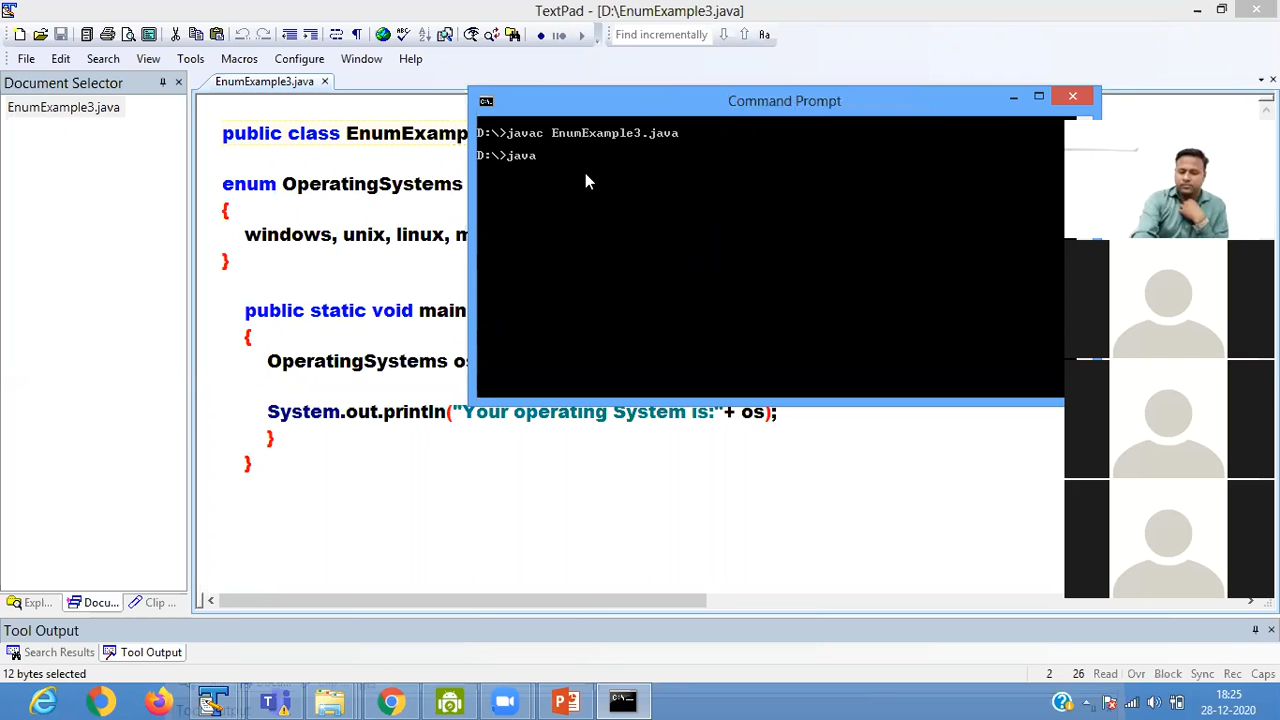 TextPad - [D:\EnumExample3.java]
Find incrementally
File Edit Search View Tools Macros Configure Window Help
Document Selector
EnumExample3.java
EnumExample3.java
public class EnumExamp
enum OperatingSystems
{
windows, unix, linux, m
}
public static void main
{
OperatingSystems os
System.out.println("Your operating System is:"+ os);
}
}
Command Prompt
D:\>javac EnumExample3.java
D:\>java
Expl... Docu... Clip ...
Tool Output
Search Results Tool Output
12 bytes selected
2 26 Read Ovr Block Sync Rec Caps
18:25
28-12-2020